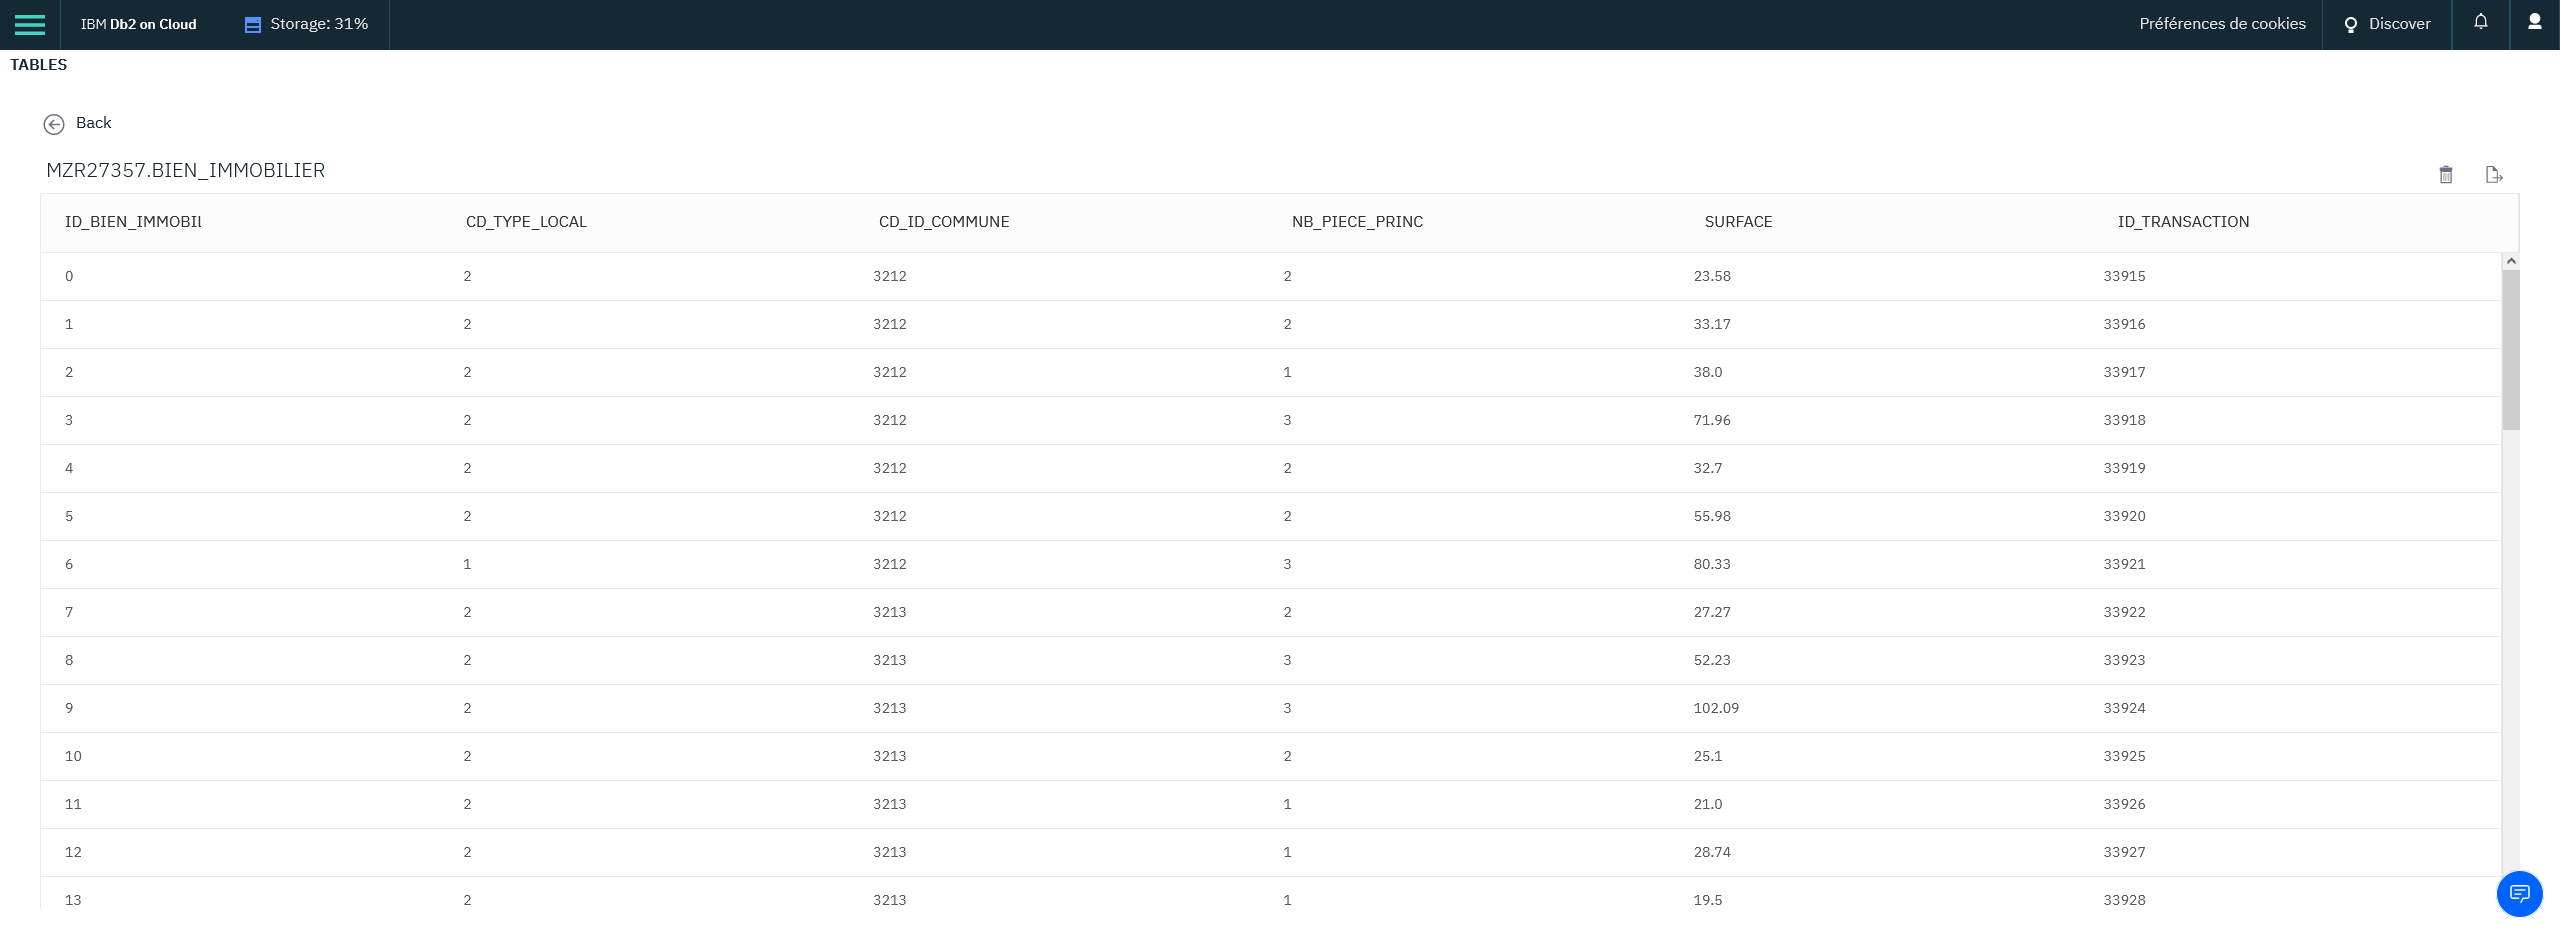 IBM Db2 on Cloud Storage: 31% Préférences de cookies Discover
TABLES
Back
MZR27357.BIEN_IMMOBILIER
ID_BIEN_IMMOBIL CD_TYPE_LOCAL CD_ID_COMMUNE NB_PIECE_PRINC SURFACE ID_TRANSACTION
0 2 3212 2 23.58 33915
1 2 3212 2 33.17 33916
2 2 3212 1 38.0 33917
3 2 3212 3 71.96 33918
4 2 3212 2 32.7 33919
5 2 3212 2 55.98 33920
6 1 3212 3 80.33 33921
7 2 3213 2 27.27 33922
8 2 3213 3 52.23 33923
9 2 3213 3 102.09 33924
10 2 3213 2 25.1 33925
11 2 3213 1 21.0 33926
12 2 3213 1 28.74 33927
13 2 3213 1 19.5 33928